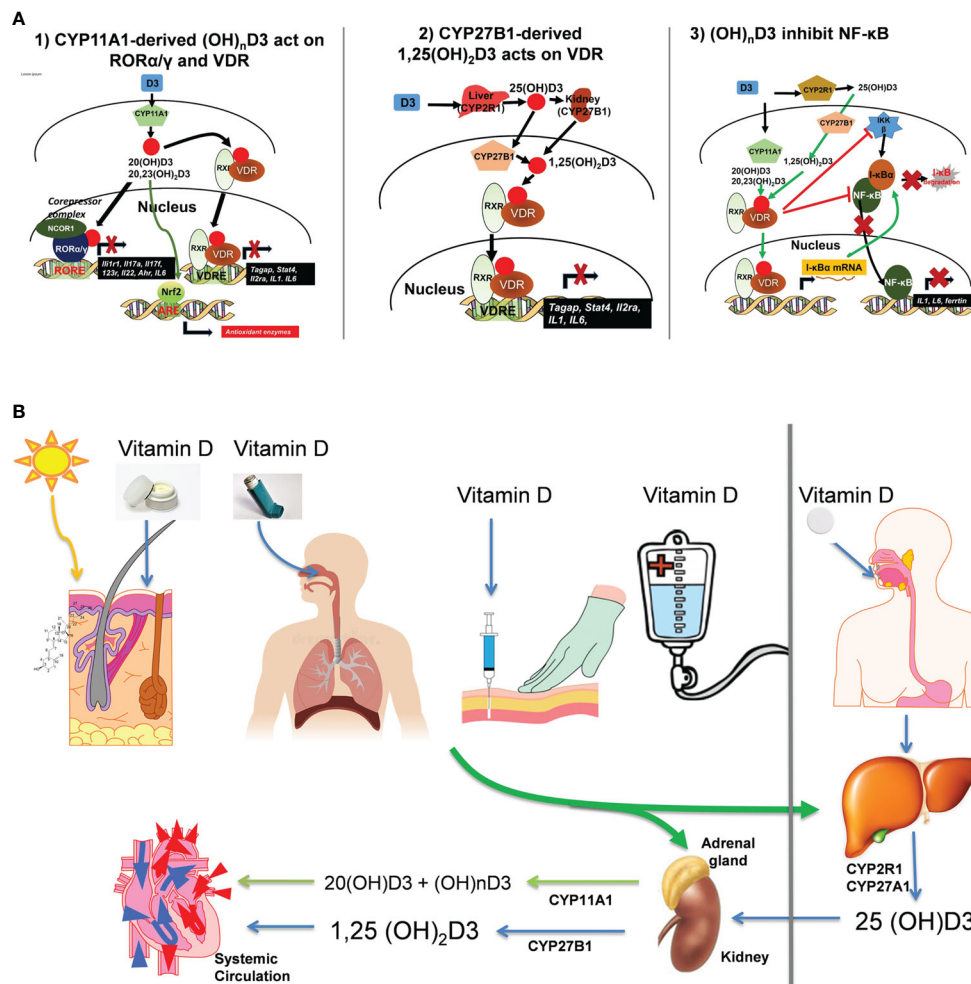 A
1) CYP11A1-derived (OH)nD3 act on
RORα/γ and VDR
Lorem ipsum
D3
CYP11A1
20(OH)D3
20,23(OH)2D3
RXR
VDR
Corepressor
complex
Nucleus
NCOR1
RORα/γ
RORE
Ili1r1, Il17a, Il17f,
123r, Il22, Ahr, IL6
RXR
VDR
VDRE
Tagap, Stat4,
Il2ra, IL1. IL6
Nrf2
ARE
Antioxidant enzymes
2) CYP27B1-derived
1,25(OH)2D3 acts on VDR
D3
Liver
(CYP2R1)
25(OH)D3
Kidney
(CYP27B1)
CYP27B1
1,25(OH)2D3
RXR
VDR
Nucleus
RXR
VDR
VDRE
Tagap, Stat4, Il2ra,
IL1, IL6,
3) (OH)nD3 inhibit NF-κB
D3
CYP2R1
25(OH)D3
CYP27B1
IKK
β
CYP11A1
1,25(OH)2D3
20(OH)D3
20,23(OH)2D3
I-κBα
I-κB
degradation
NF-κB
RXR
VDR
Nucleus
RXR
VDR
I-κBα mRNA
NF-κB
IL1, L6, ferrtin
B
Vitamin D
Vitamin D
Vitamin D
Vitamin D
Vitamin D
Adrenal
gland
CYP2R1
CYP27A1
20(OH)D3 + (OH)nD3
CYP11A1
1,25 (OH)2D3
CYP27B1
25 (OH)D3
Systemic
Circulation
Kidney